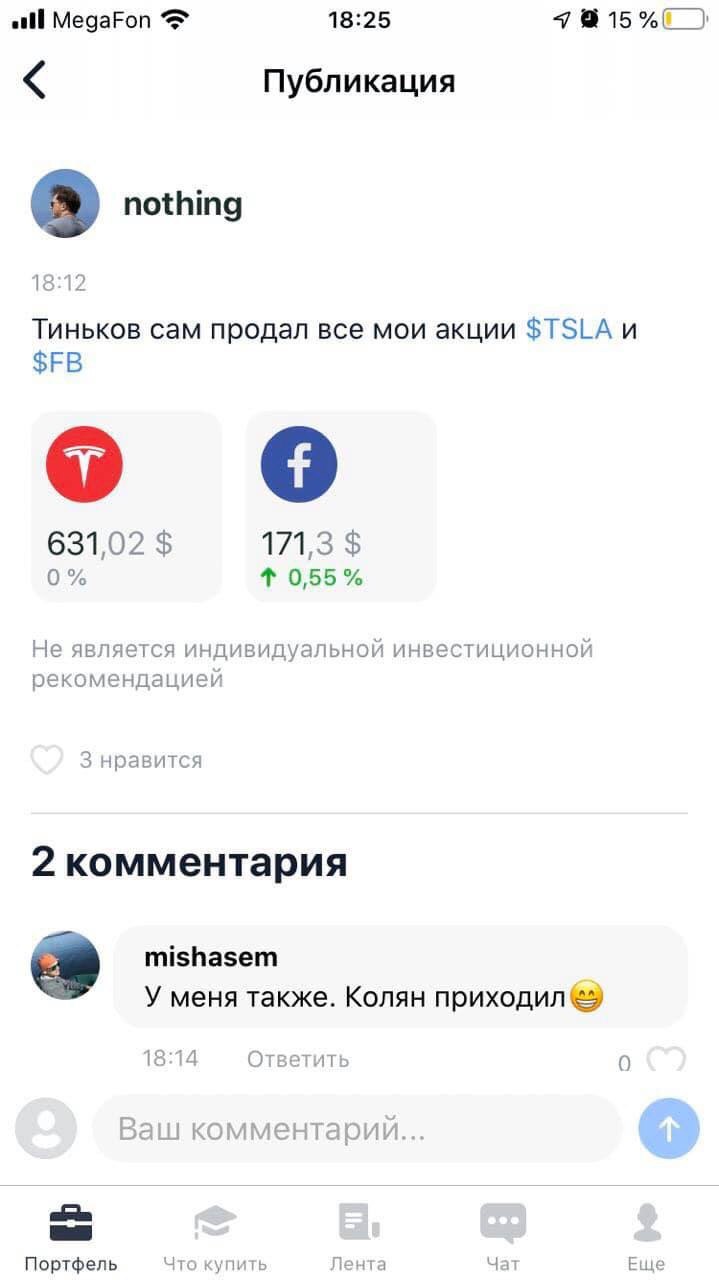 MegaFon 18:25 15 %
Публикация
nothing
18:12
Тиньков сам продал все мои акции $TSLA и
$FB
631,02 $ 171,3 $
0 % 0,55 %
Не является индивидуальной инвестиционной
рекомендацией
3 нравится
2 комментария
mishasem
У меня также. Колян приходил😁
18:14 Ответить 0
Ваш комментарий...
Портфель Что купить Лента Чат Еще